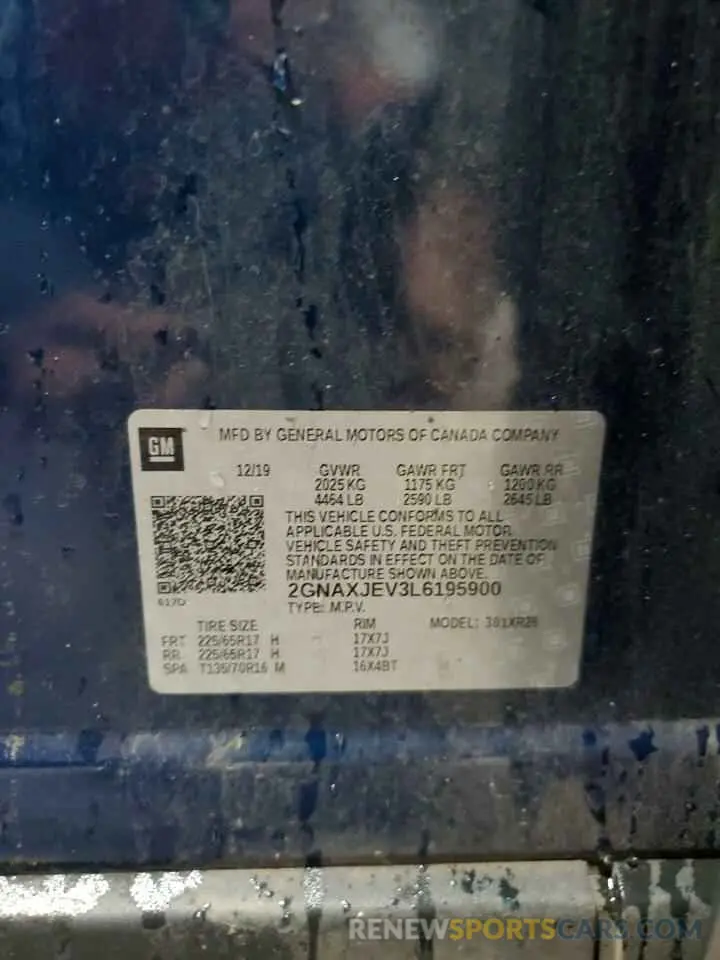 GM
MFD BY GENERAL MOTORS OF CANADA COMPANY
12/19 GVWR GAWR FRT GAWR RR
2025 KG 1175 KG 1200 KG
4464 LB 2590 LB 2645 LB
THIS VEHICLE CONFORMS TO ALL
APPLICABLE U.S. FEDERAL MOTOR
VEHICLE SAFETY AND THEFT PREVENTION
STANDARDS IN EFFECT ON THE DATE OF
MANUFACTURE SHOWN ABOVE.
2GNAXJEV3L6195900
617D
TYPE: M.P.V.
TIRE SIZE RIM MODEL:
FRT 225/65R17 H 17X7J
RR 225/65R17 H 17X7J
SPA T135/70R16 M 16X4BT
RENEWSPORTSCARS.COM